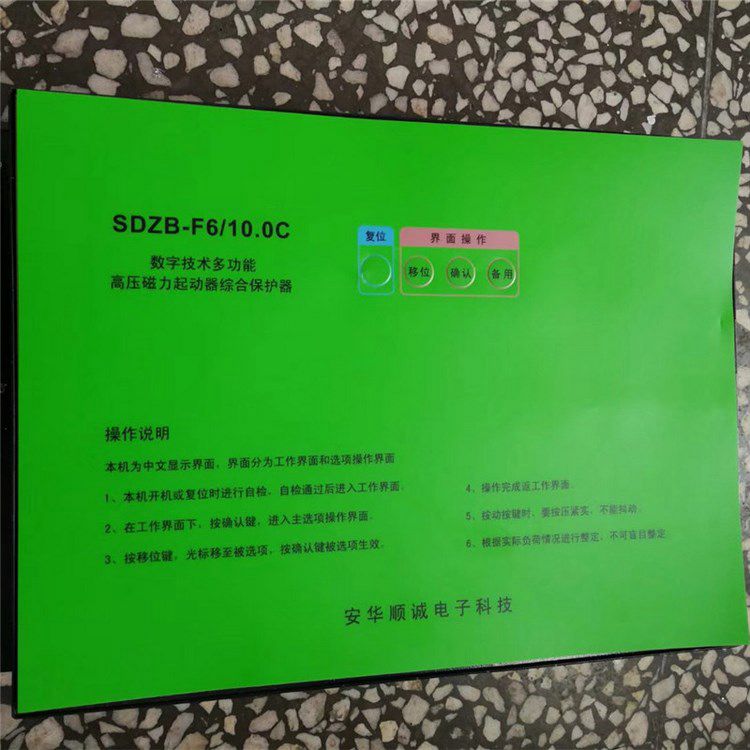 SDZB-F6/10.0C
数字技术多功能
高压磁力起动器综合保护器
复位
界面操作
移位
确认
备用
操作说明
本机为中文显示界面，界面分为工作界面和选项操作界面
1、本机开机或复位时进行自检，自检通过后进入工作界面。
2、在工作界面下，按确认键，进入主选项操作界面。
3、按移位键，光标移至被选项，按确认键被选项生效。
4、操作完成返工作界面。
5、按动按键时、要按压紧实，不能抖动。
6、根据实际负荷情况进行整定，不可盲目整定
安华顺诚电子科技